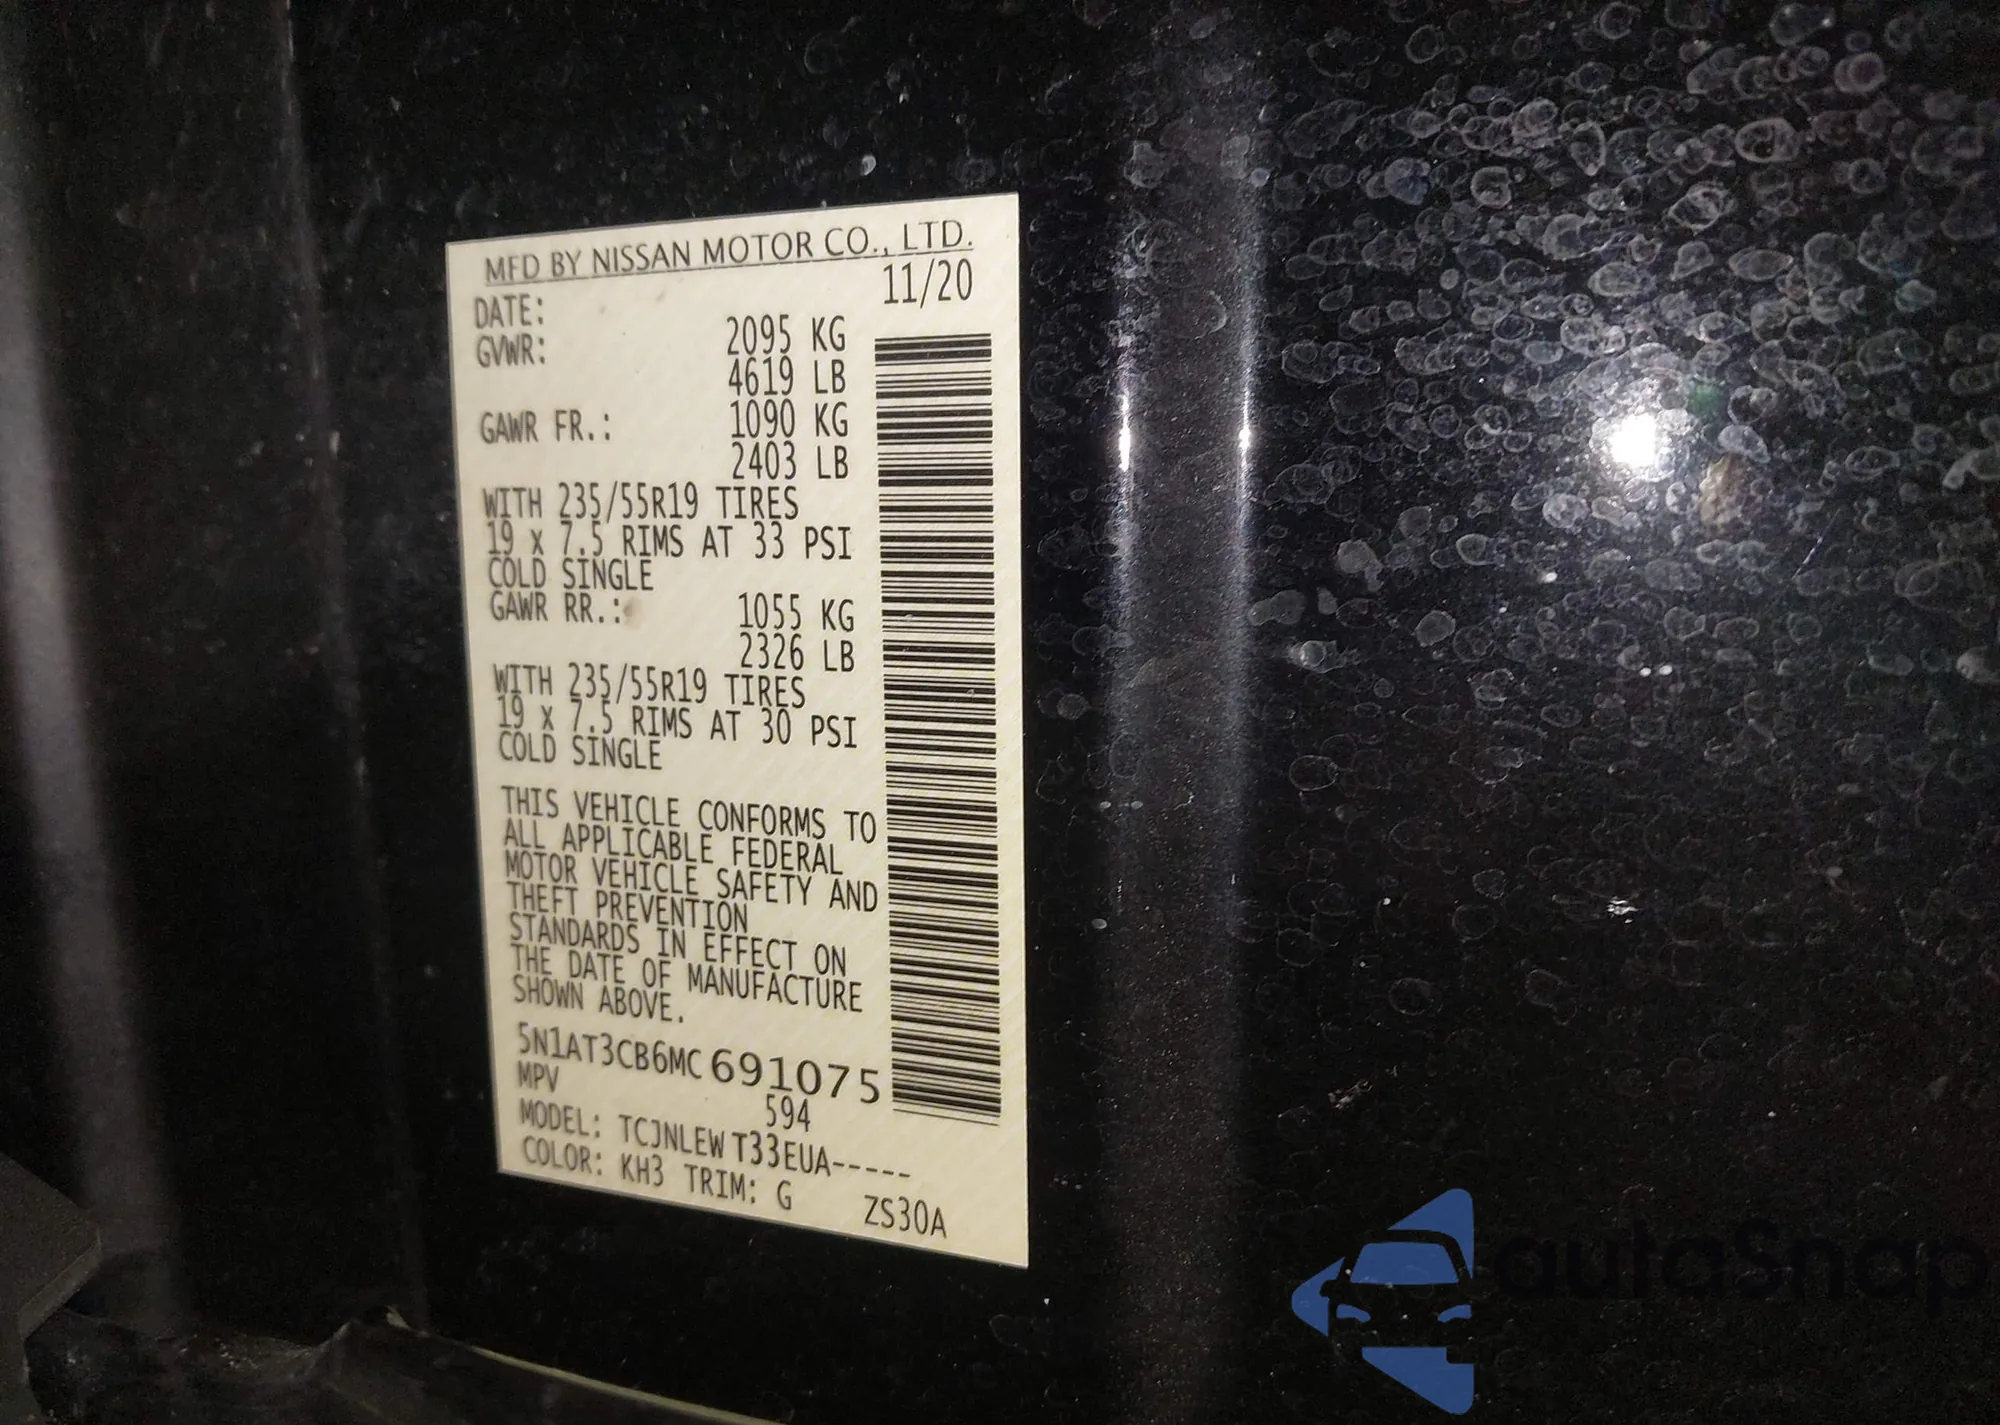 MFD BY NISSAN MOTOR CO., LTD.
DATE: 11/20
GVWR: 2095 KG
4619 LB
GAWR FR.: 1090 KG
2403 LB
WITH 235/55R19 TIRES
19 x 7.5 RIMS AT 33 PSI
COLD SINGLE
GAWR RR.: 1055 KG
2326 LB
WITH 235/55R19 TIRES
19 x 7.5 RIMS AT 30 PSI
COLD SINGLE
THIS VEHICLE CONFORMS TO
ALL APPLICABLE FEDERAL
MOTOR VEHICLE SAFETY AND
THEFT PREVENTION
STANDARDS IN EFFECT ON
THE DATE OF MANUFACTURE
SHOWN ABOVE.
5N1AT3CB6MC691075
MPV 594
MODEL: TCJNLEW T33EUA-----
COLOR: KH3 TRIM: G ZS30A
autoSnap